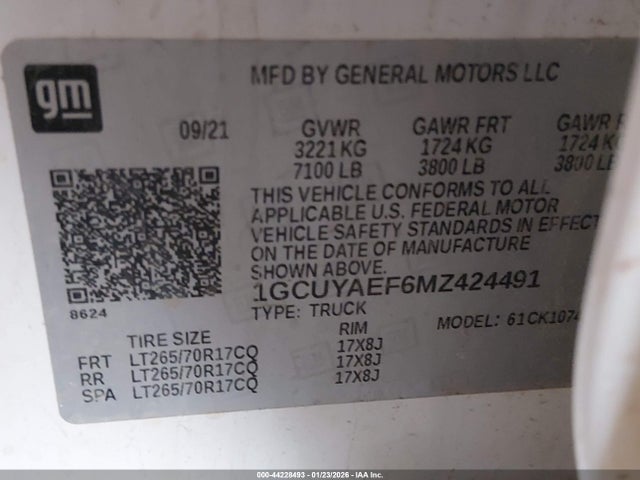 gm
MFD BY GENERAL MOTORS LLC
09/21 GVWR GAWR FRT GAWR
3221 KG 1724 KG 1724 KG
7100 LB 3800 LB 3800 LB
THIS VEHICLE CONFORMS TO ALL
APPLICABLE U.S. FEDERAL MOTOR
VEHICLE SAFETY STANDARDS IN EFFECT
ON THE DATE OF MANUFACTURE
SHOWN ABOVE.
8624
1GCUYAEF6MZ424491
TYPE: TRUCK MODEL: 61CK107
TIRE SIZE RIM
FRT LT265/70R17CQ 17X8J
RR LT265/70R17CQ 17X8J
SPA LT265/70R17CQ 17X8J
000-44228493 - 01/23/2026 - IAA Inc.